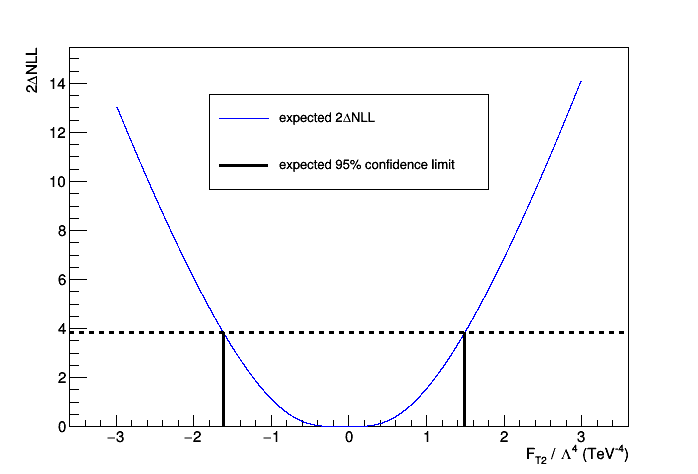 2ΔNLL
14
12
10
8
6
4
2
0
expected 2ΔNLL
expected 95% confidence limit
−3 −2 −1 0 1 2 3
F_T2 / Λ^4 (TeV^-4)